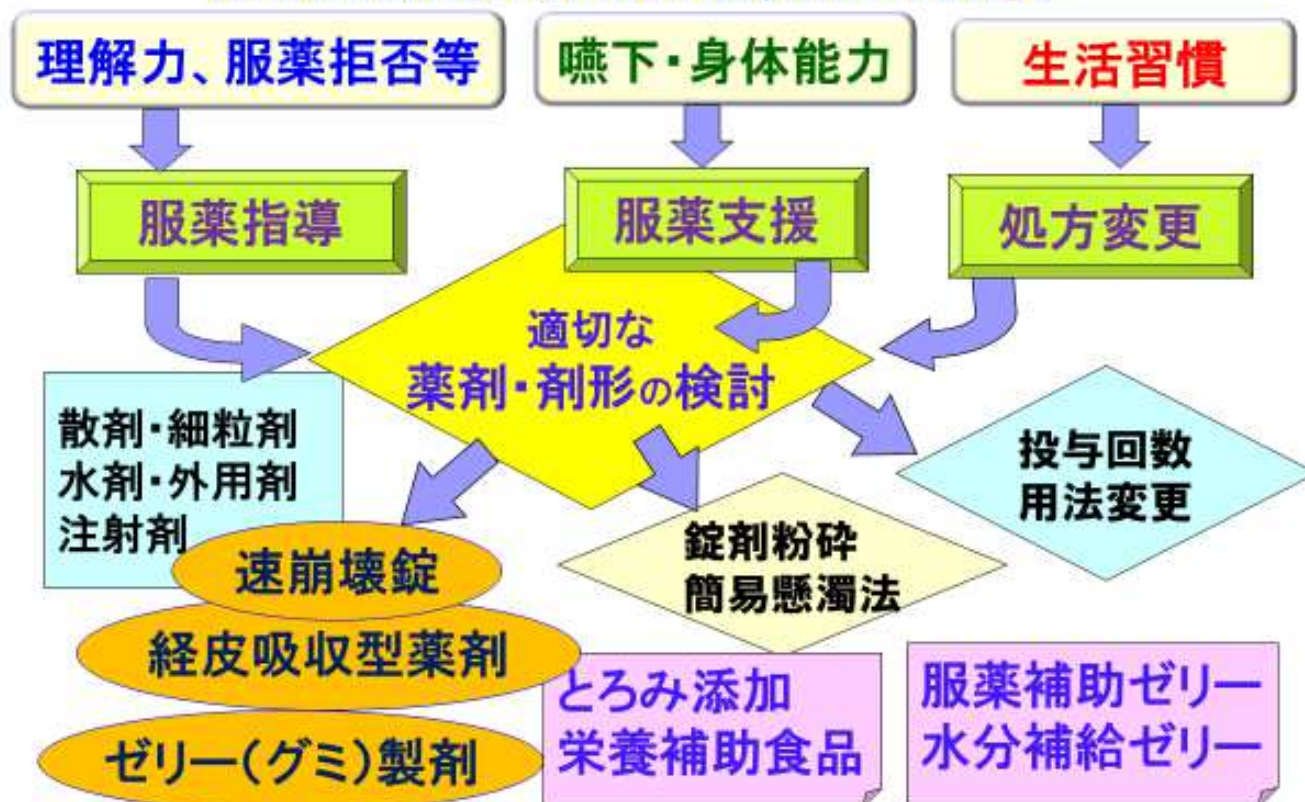 理解力、服薬拒否等
嚥下・身体能力
生活習慣
服薬指導
服薬支援
処方変更
適切な
薬剤・剤形の検討
散剤・細粒剤
水剤・外用剤
注射剤
速崩壊錠
経皮吸収型薬剤
ゼリー(グミ)製剤
錠剤粉砕
簡易懸濁法
投与回数
用法変更
とろみ添加
栄養補助食品
服薬補助ゼリー
水分補給ゼリー